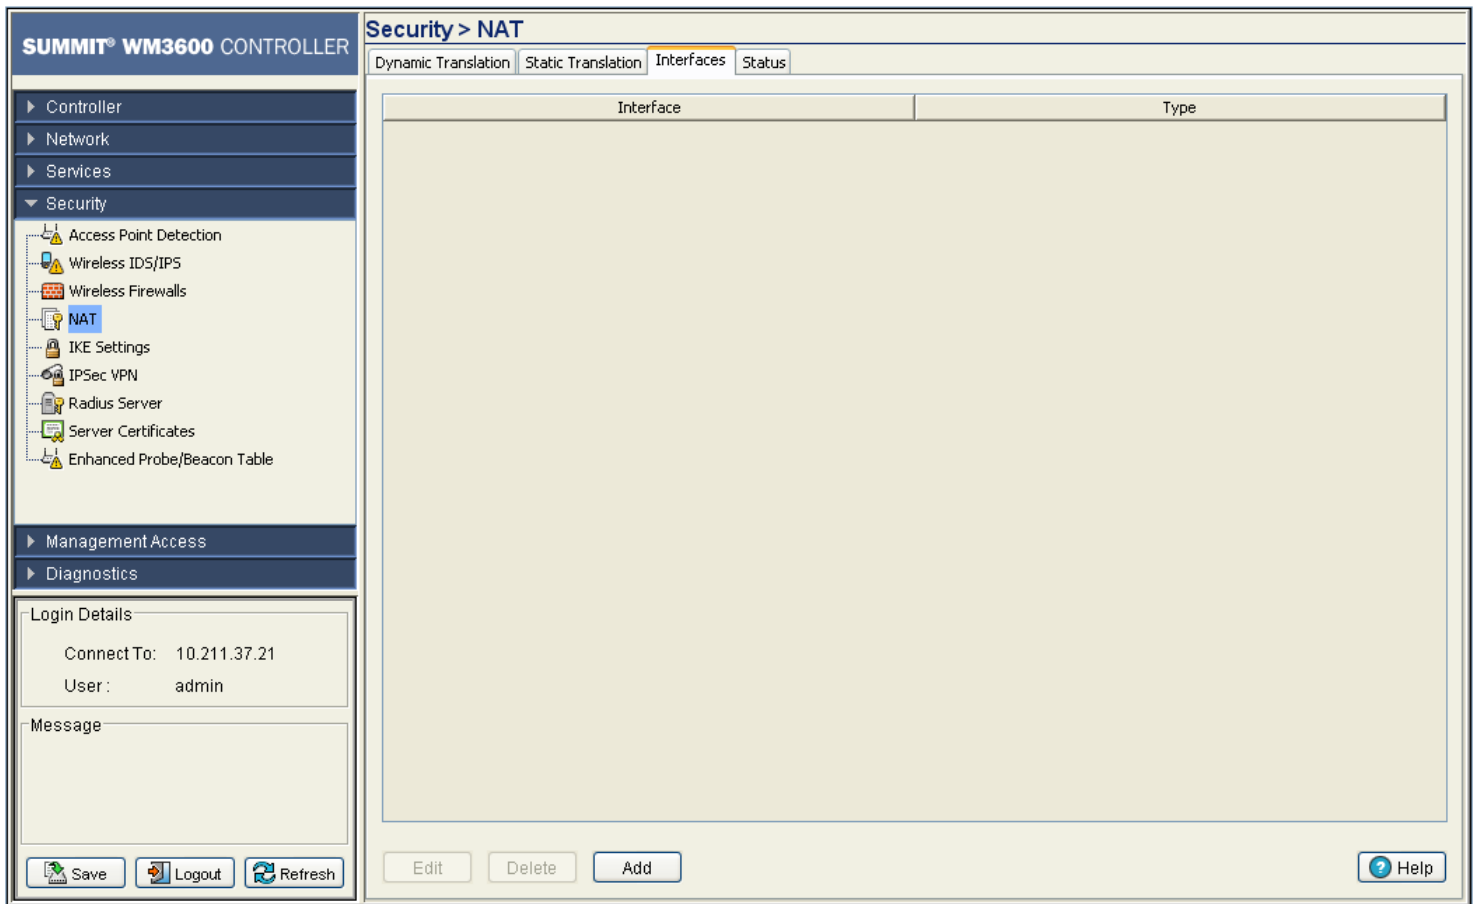 SUMMIT® WM3600 CONTROLLER
Controller
Network
Services
Security
Access Point Detection
Wireless IDS/IPS
Wireless Firewalls
NAT
IKE Settings
IPSec VPN
Radius Server
Server Certificates
Enhanced Probe/Beacon Table
Management Access
Diagnostics
Login Details
Connect To: 10.211.37.21
User : admin
Message
Save Logout Refresh
Security > NAT
Dynamic Translation Static Translation Interfaces Status
Interface Type
Edit Delete Add Help